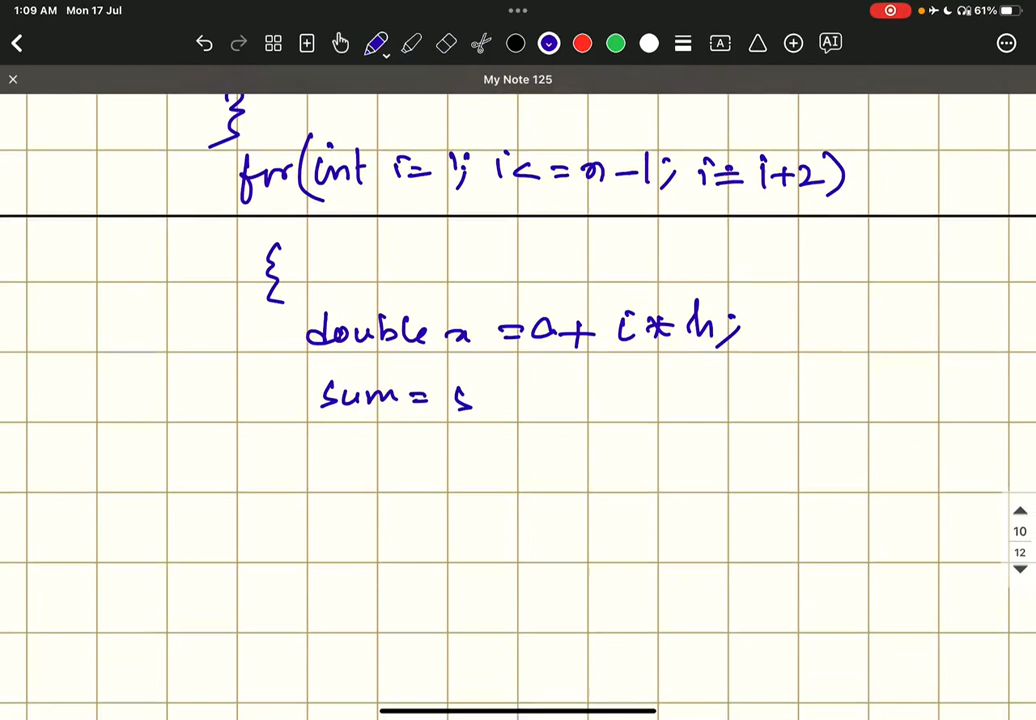 1:09 AM Mon 17 Jul
61%
A
AI
My Note 125
}
for(int i=1; i<=n-1; i=i+2)
{
double x =a+ i*h;
sum= s
10
12